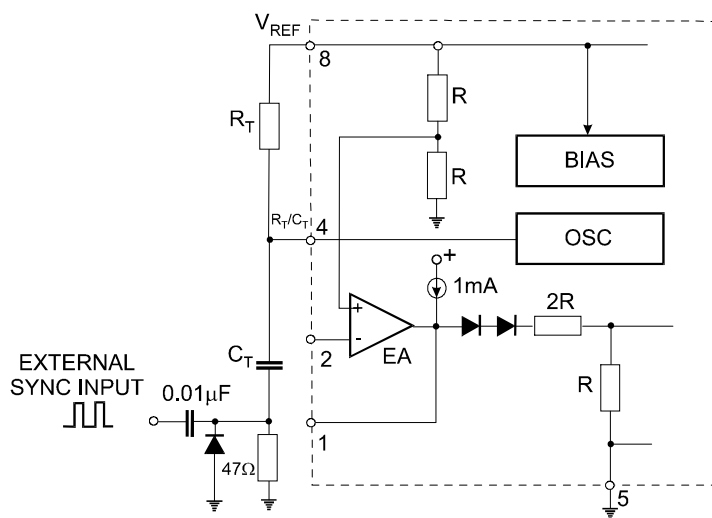 V_REF
8
R
R_T
R
BIAS
R_T/C_T
4
OSC
+
1mA
2R
+
-
EA
2
C_T
R
EXTERNAL
SYNC INPUT
0.01μF
1
47Ω
5